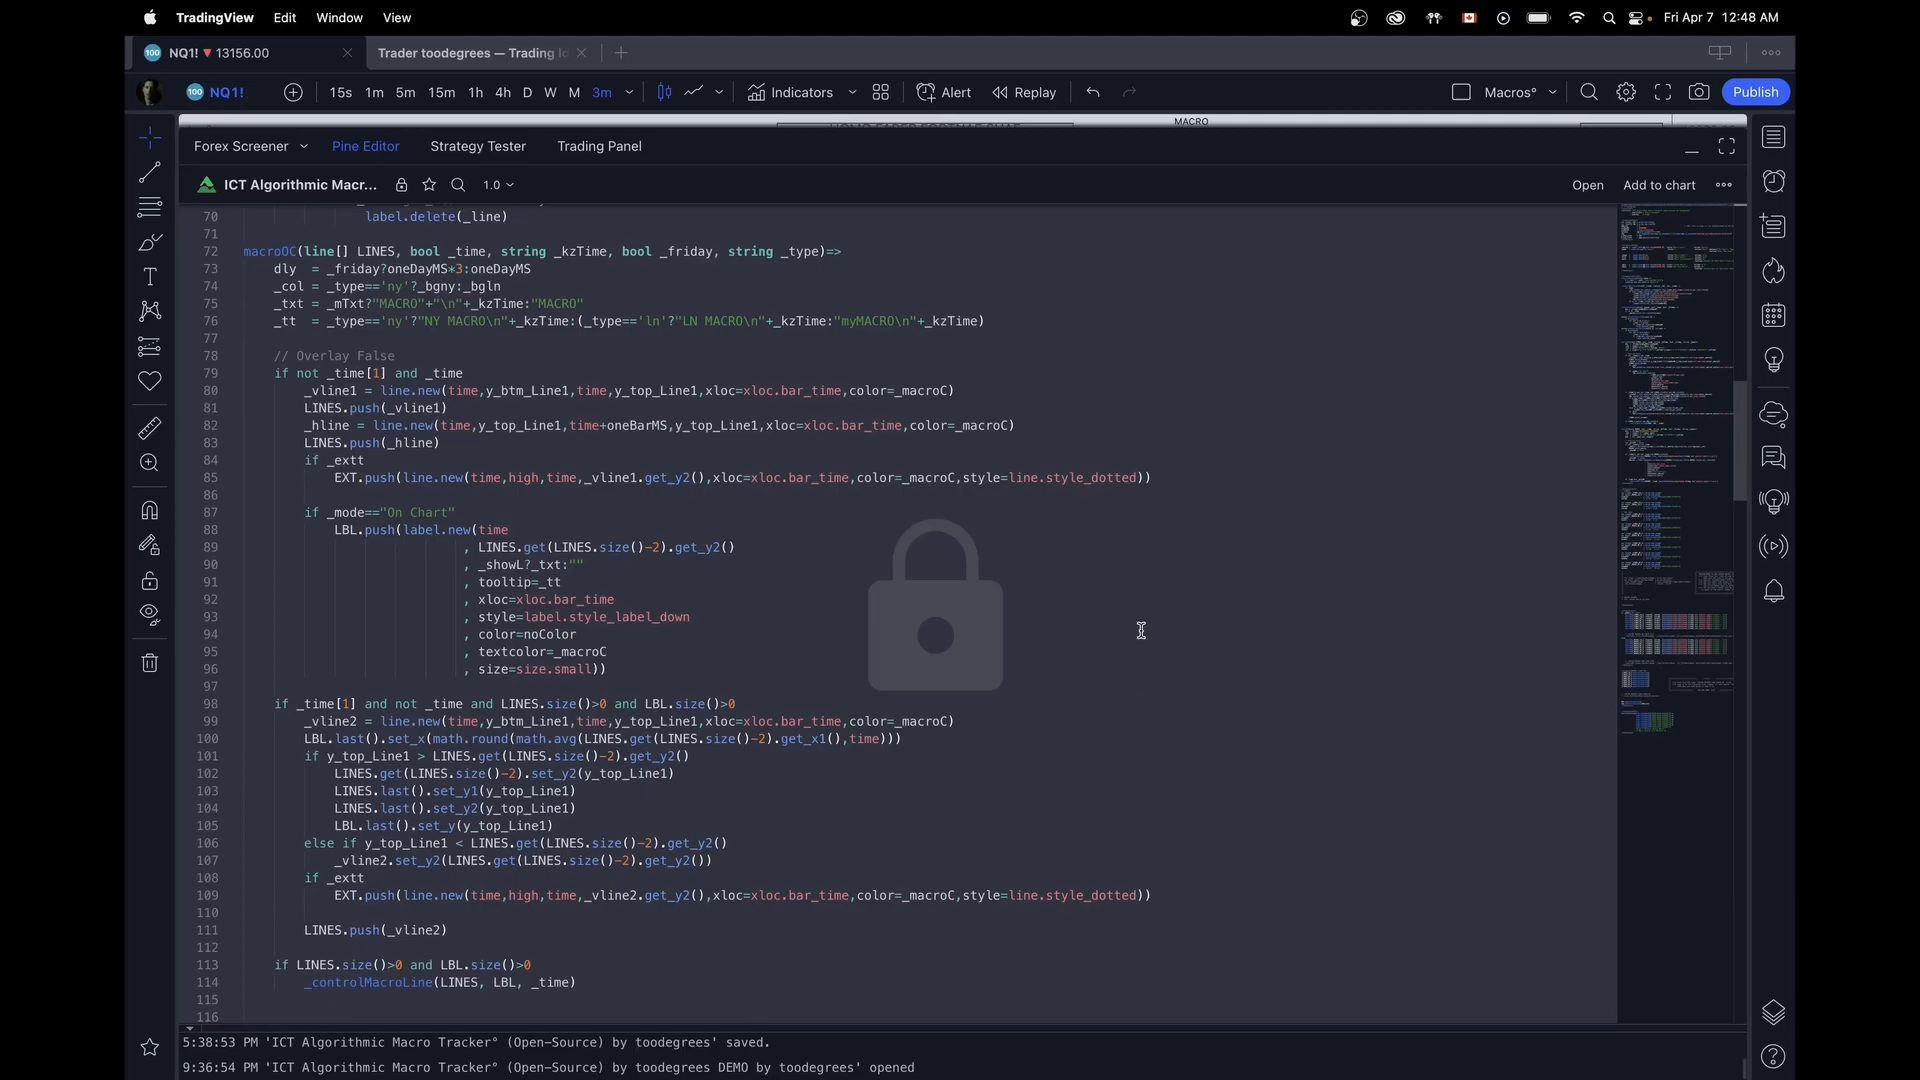 TradingView Edit Window View Fri Apr 7 12:48 AM
100 NQ1! ▼ 13156.00 Trader toodegrees — Trading Id
100 NQ1! 15s 1m 5m 15m 1h 4h D W M 3m Indicators Alert Replay Macros° Publish
MACRO
Forex Screener Pine Editor Strategy Tester Trading Panel
ICT Algorithmic Macr... 1.0 Open Add to chart
70 label.delete(_line)
71
72 macroOC(line[] LINES, bool _time, string _kzTime, bool _friday, string _type)=>
73 dly = _friday?oneDayMS*3:oneDayMS
74 _col = _type=='ny'?_bgny:_bgln
75 _txt = _mTxt?"MACRO"+"\n"+_kzTime:"MACRO"
76 _tt = _type=='ny'?"NY MACRO\n"+_kzTime:(_type=='ln'?"LN MACRO\n"+_kzTime:"myMACRO\n"+_kzTime)
77
78 // Overlay False
79 if not _time[1] and _time
80 _vline1 = line.new(time,y_btm_Line1,time,y_top_Line1,xloc=xloc.bar_time,color=_macroC)
81 LINES.push(_vline1)
82 _hline = line.new(time,y_top_Line1,time+oneBarMS,y_top_Line1,xloc=xloc.bar_time,color=_macroC)
83 LINES.push(_hline)
84 if _extt
85 EXT.push(line.new(time,high,time,_vline1.get_y2(),xloc=xloc.bar_time,color=_macroC,style=line.style_dotted))
86
87 if _mode=="On Chart"
88 LBL.push(label.new(time
89 , LINES.get(LINES.size()-2).get_y2()
90 , _showL?_txt:""
91 , tooltip=_tt
92 , xloc=xloc.bar_time
93 , style=label.style_label_down
94 , color=noColor
95 , textcolor=_macroC
96 , size=size.small))
97
98 if _time[1] and not _time and LINES.size()>0 and LBL.size()>0
99 _vline2 = line.new(time,y_btm_Line1,time,y_top_Line1,xloc=xloc.bar_time,color=_macroC)
100 LBL.last().set_x(math.round(math.avg(LINES.get(LINES.size()-2).get_x1(),time)))
101 if y_top_Line1 > LINES.get(LINES.size()-2).get_y2()
102 LINES.get(LINES.size()-2).set_y2(y_top_Line1)
103 LINES.last().set_y1(y_top_Line1)
104 LINES.last().set_y2(y_top_Line1)
105 LBL.last().set_y(y_top_Line1)
106 else if y_top_Line1 < LINES.get(LINES.size()-2).get_y2()
107 _vline2.set_y2(LINES.get(LINES.size()-2).get_y2())
108 if _extt
109 EXT.push(line.new(time,high,time,_vline2.get_y2(),xloc=xloc.bar_time,color=_macroC,style=line.style_dotted))
110
111 LINES.push(_vline2)
112
113 if LINES.size()>0 and LBL.size()>0
114 _controlMacroLine(LINES, LBL, _time)
115
116
5:38:53 PM 'ICT Algorithmic Macro Tracker° (Open-Source) by toodegrees' saved.
9:36:54 PM 'ICT Algorithmic Macro Tracker° (Open-Source) by toodegrees DEMO by toodegrees' opened